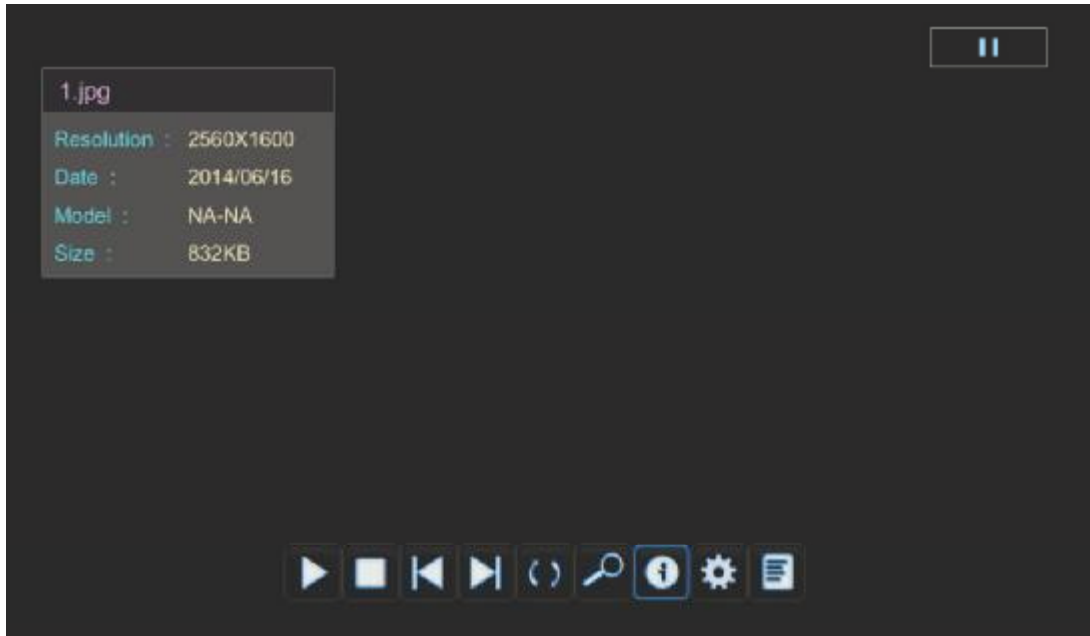 1.jpg
Resolution : 2560X1600
Date : 2014/06/16
Model : NA-NA
Size : 832KB